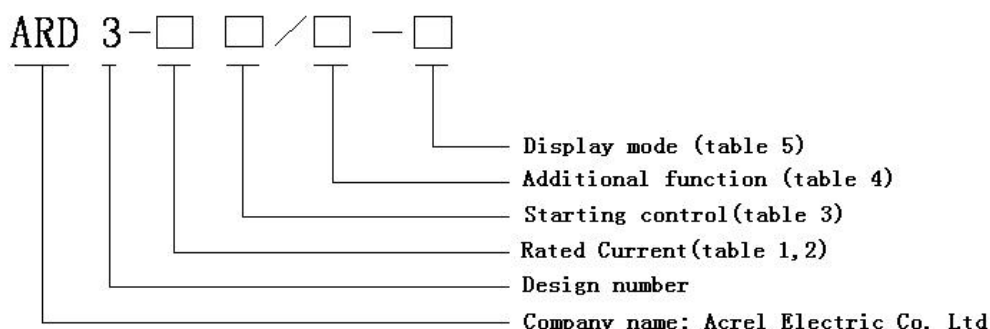 ARD 3-□ □/□-□
Display mode (table 5)
Additional function (table 4)
Starting control(table 3)
Rated Current(table 1,2)
Design number
Company name: Acrel Electric Co. Ltd